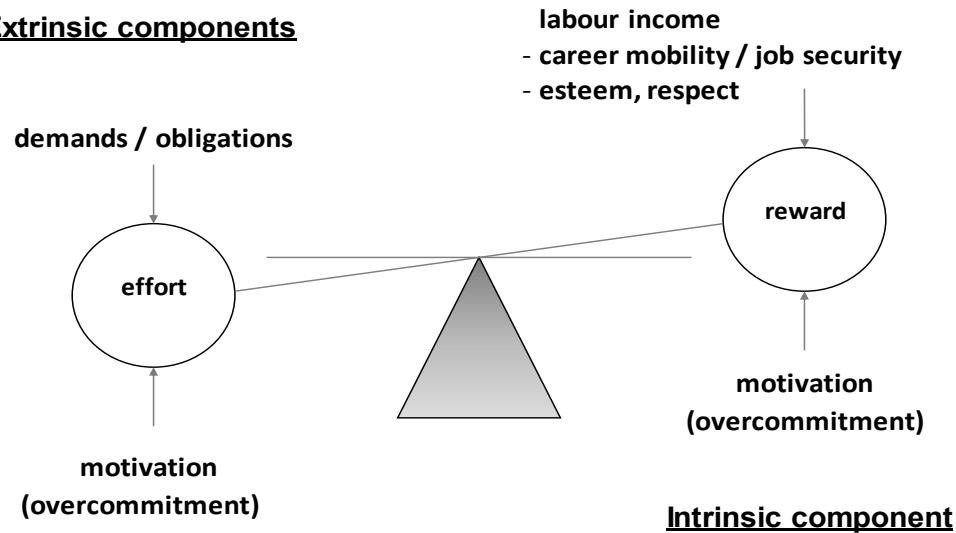 Extrinsic components
labour income
- career mobility / job security
- esteem, respect
demands / obligations
reward
effort
motivation
(overcommitment)
motivation
(overcommitment)
Intrinsic component